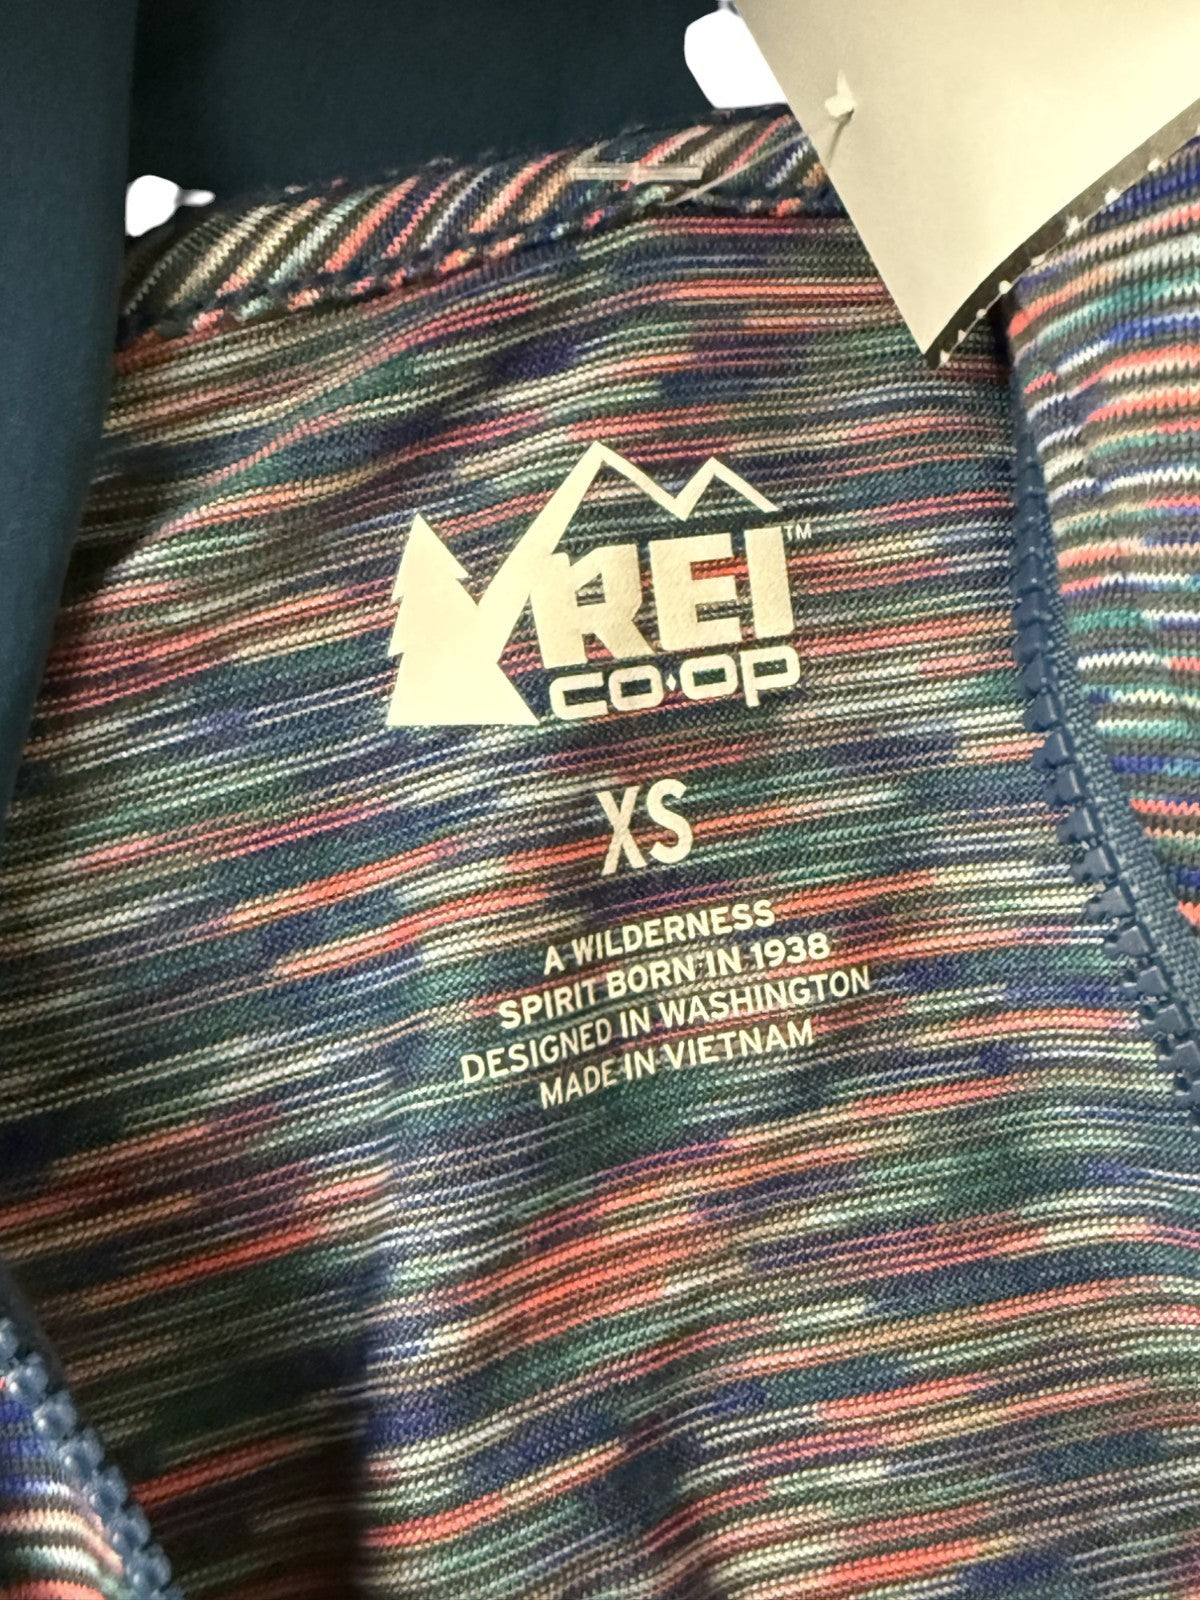 REI™
CO·OP
XS
A WILDERNESS
SPIRIT BORN IN 1938
DESIGNED IN WASHINGTON
MADE IN VIETNAM